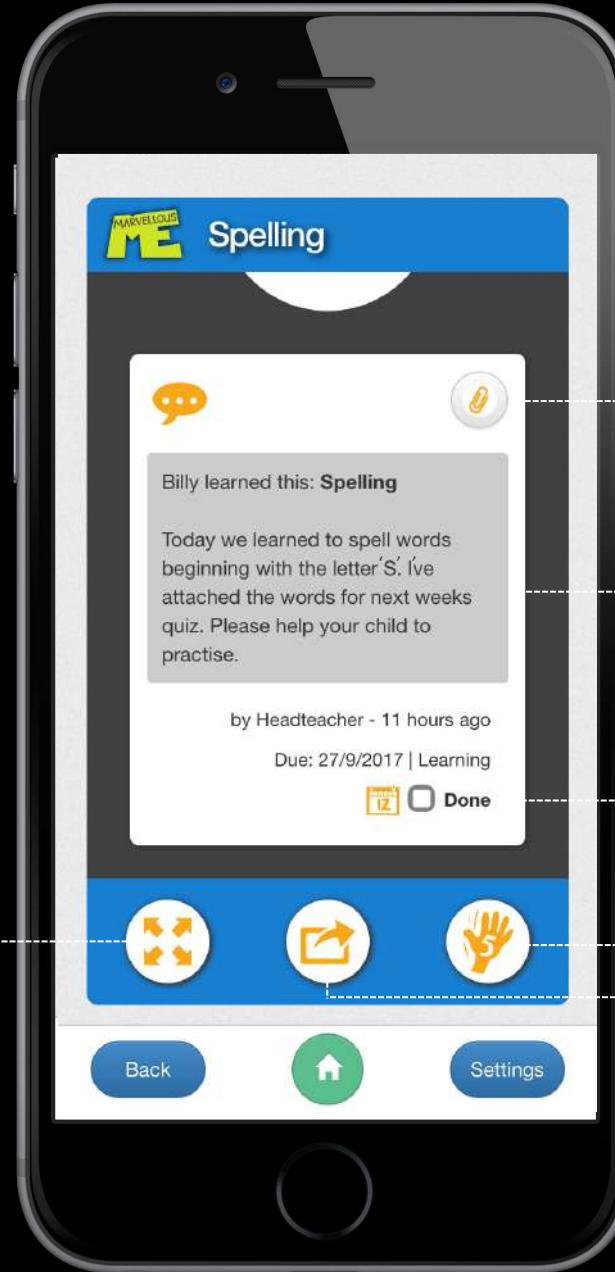 MARVELLOUS
ME
Spelling
Billy learned this: Spelling
Today we learned to spell words
beginning with the letter 'S'. I've
attached the words for next weeks
quiz. Please help your child to
practise.
by Headteacher - 11 hours ago
Due: 27/9/2017 | Learning
12
Done
5
Back
Settings